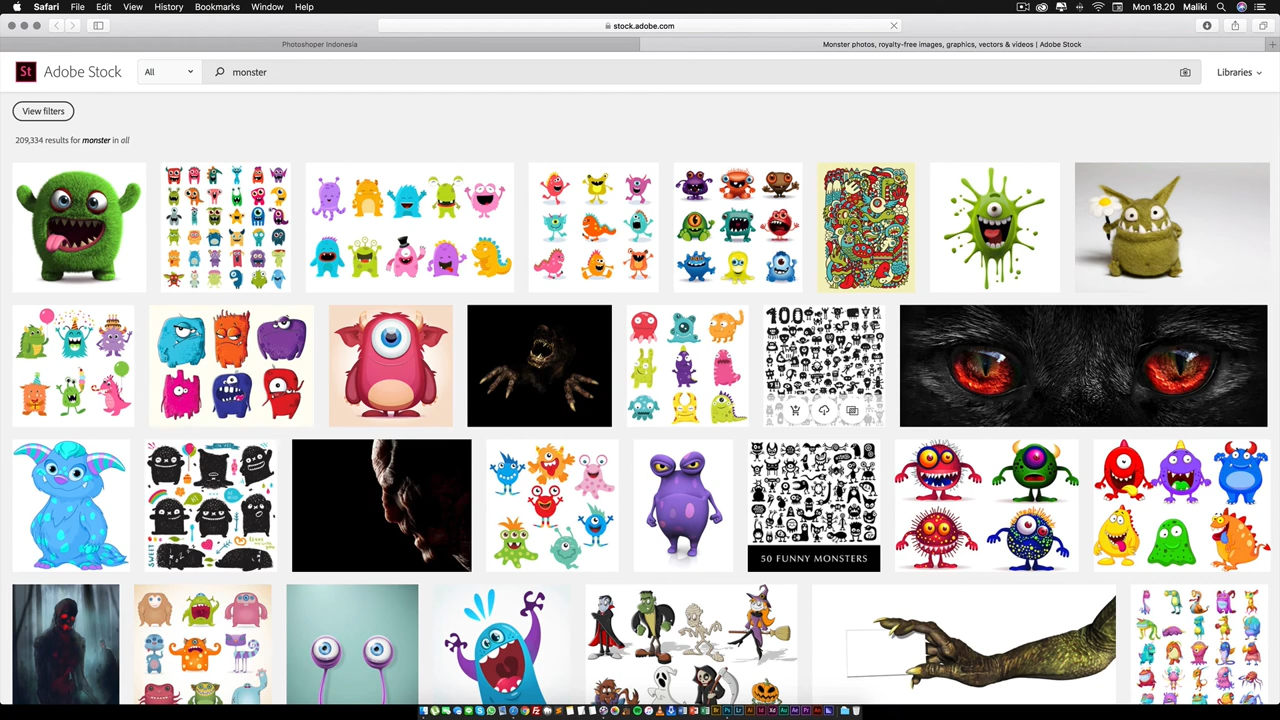 Safari File Edit View History Bookmarks Window Help Mon 18.20 Maliki
stock.adobe.com
Photoshoper Indonesia
Monster photos, royalty-free images, graphics, vectors & videos | Adobe Stock
St Adobe Stock All monster Libraries
View filters
209,334 results for monster in all
100
SWEET
50 FUNNY MONSTERS